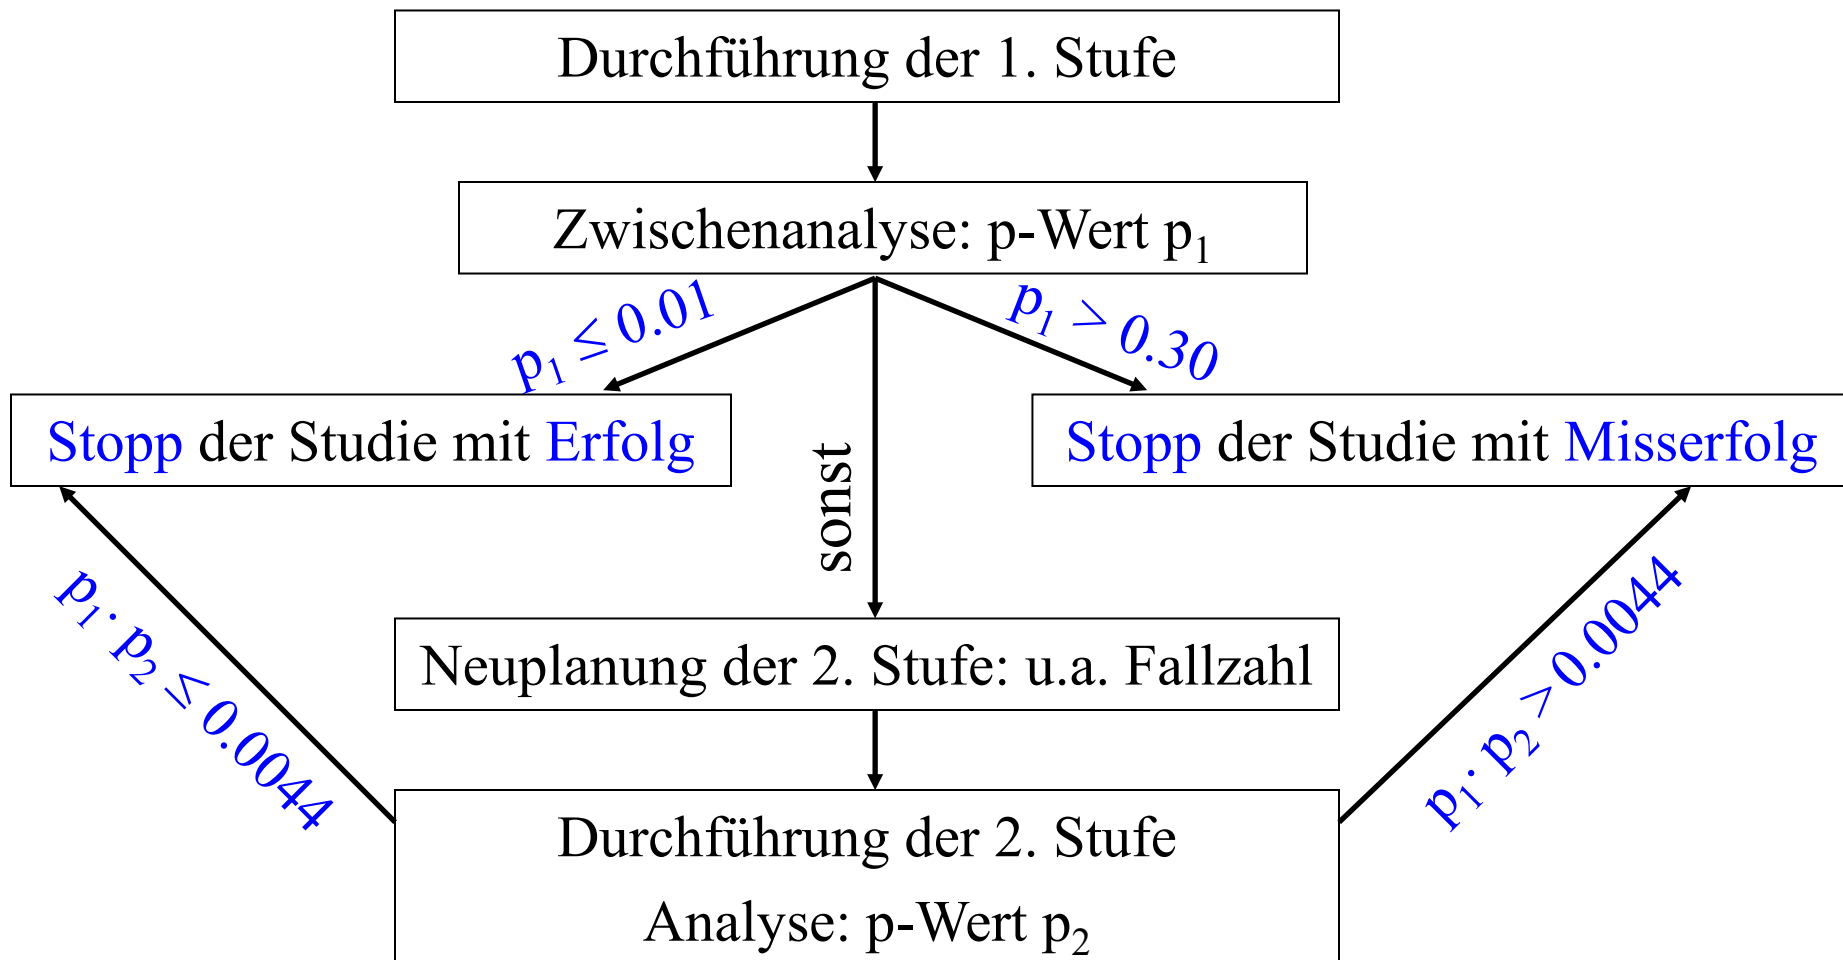 Durchführung der 1. Stufe
Zwischenanalyse: p-Wert p₁
p₁ ≤ 0.01
p₁ > 0.30
Stopp der Studie mit Erfolg
Stopp der Studie mit Misserfolg
sonst
p₁ · p₂ ≤ 0.0044
p₁ · p₂ > 0.0044
Neuplanung der 2. Stufe: u.a. Fallzahl
Durchführung der 2. Stufe
Analyse: p-Wert p₂